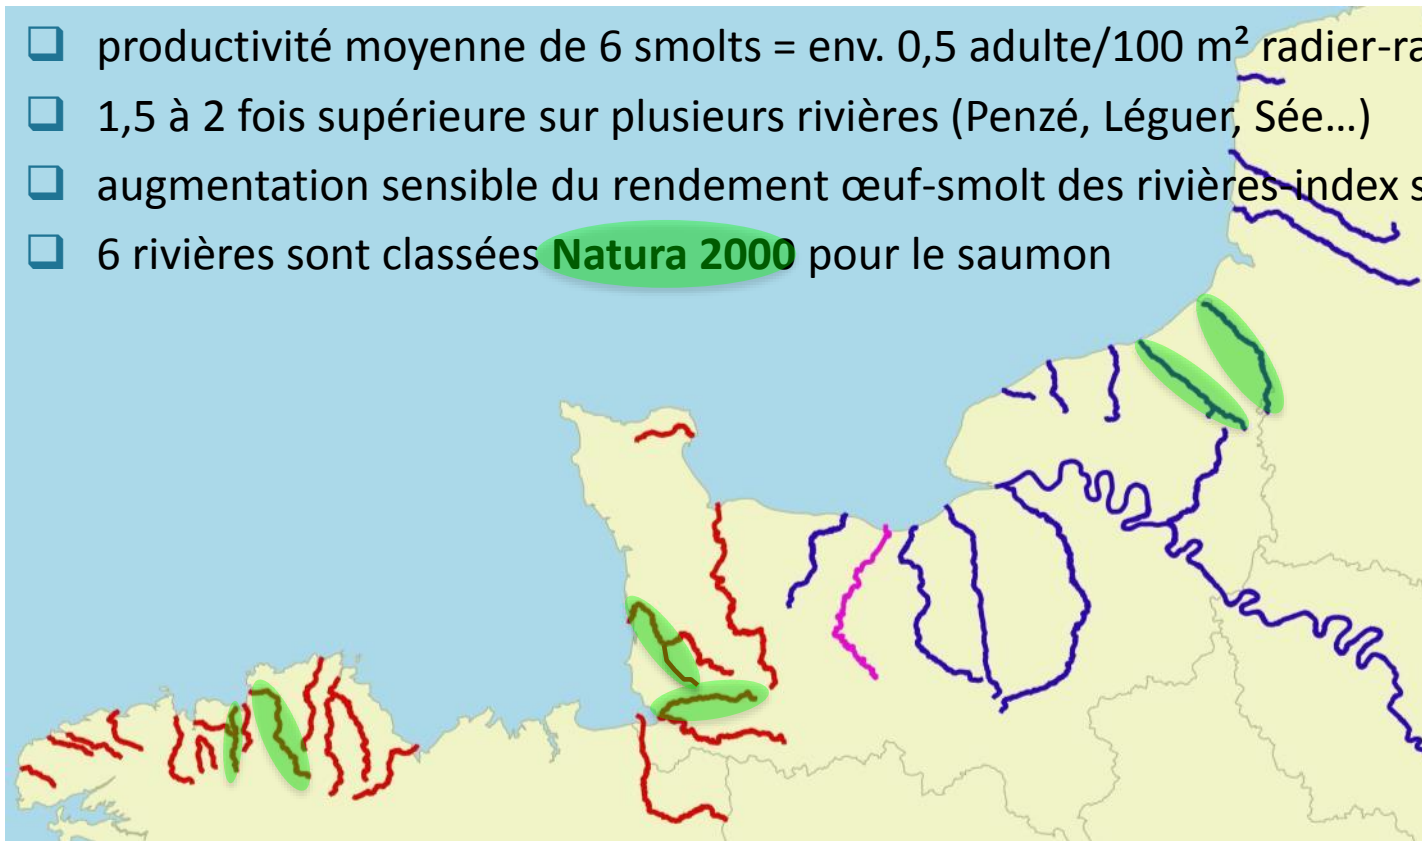 productivité moyenne de 6 smolts = env. 0,5 adulte/100 m² radier-ra
1,5 à 2 fois supérieure sur plusieurs rivières (Penzé, Léguer, Sée…)
augmentation sensible du rendement œuf-smolt des rivières-index s
6 rivières sont classées Natura 2000 pour le saumon